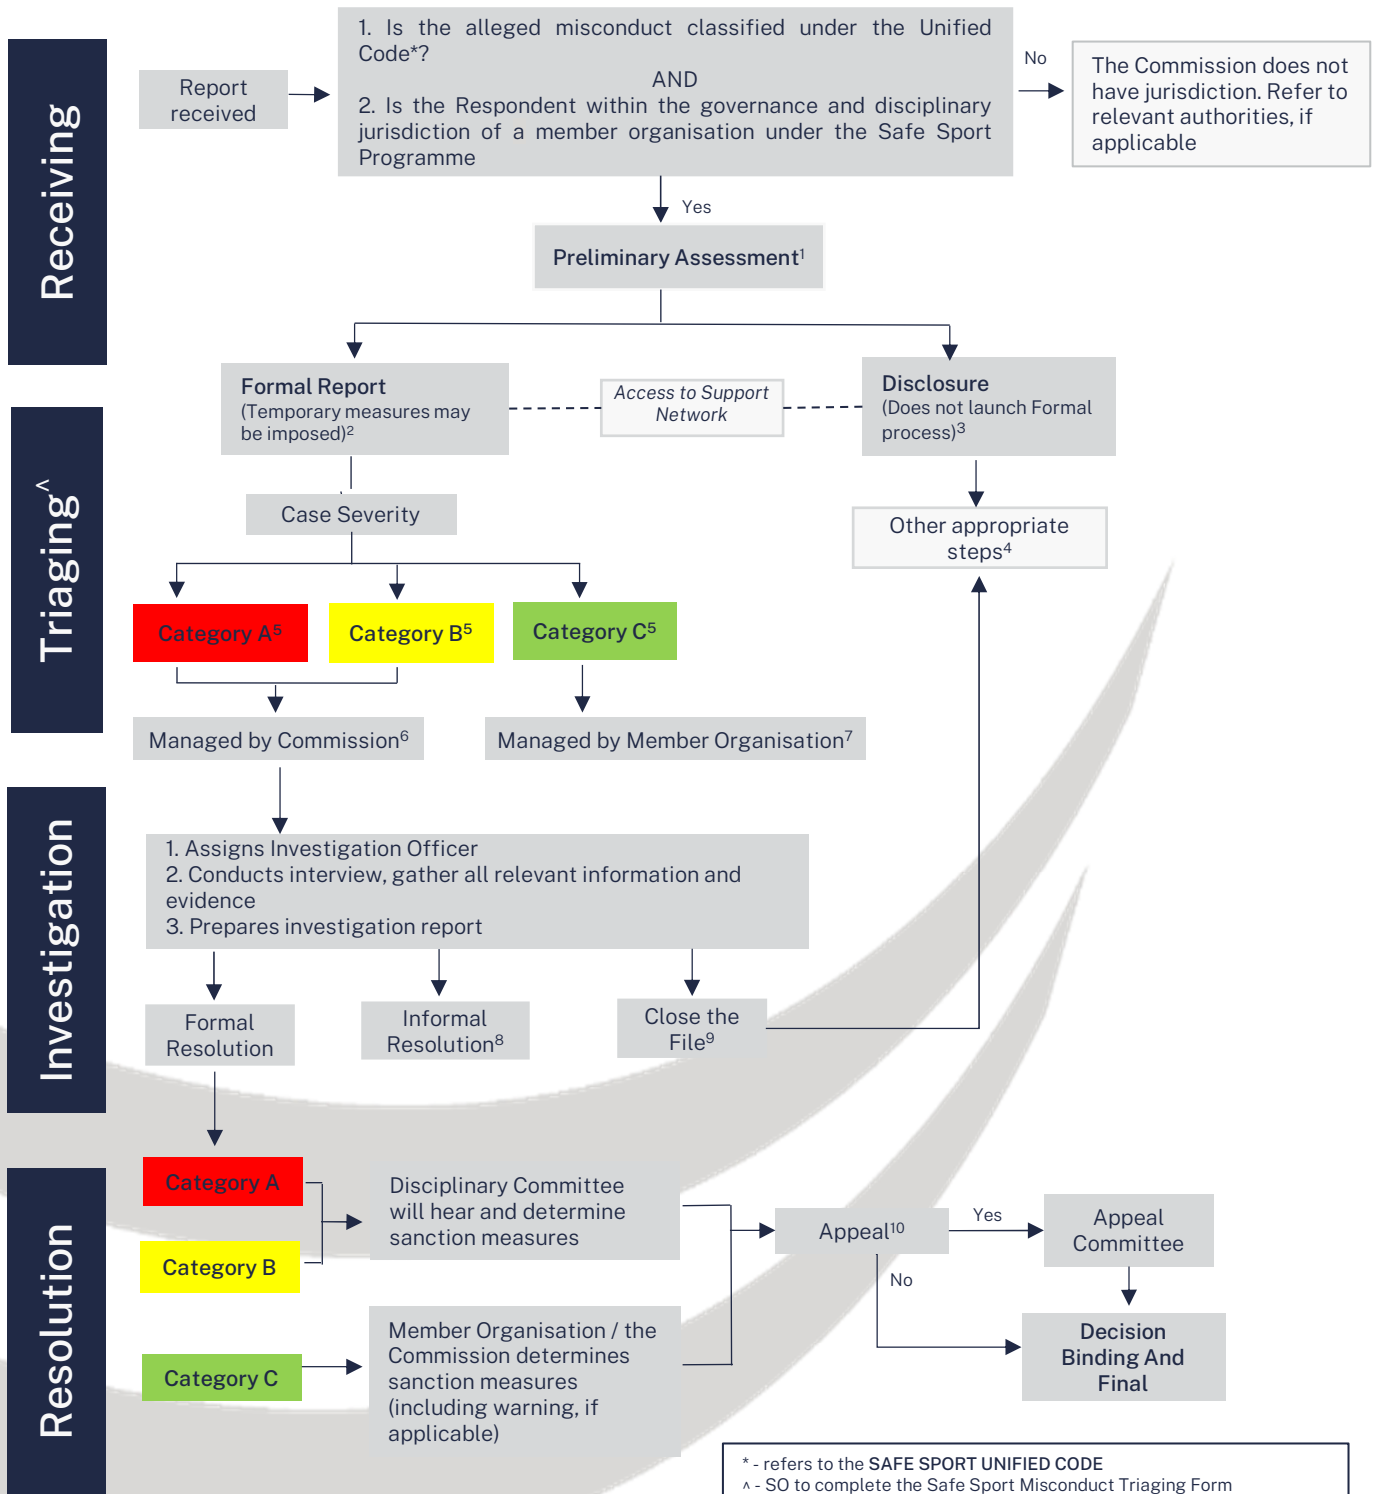 Receiving
Report
received
1. Is the alleged misconduct classified under the Unified
Code*?
AND
2. Is the Respondent within the governance and disciplinary
jurisdiction of a member organisation under the Safe Sport
Programme
No
The Commission does not
have jurisdiction. Refer to
relevant authorities, if
applicable
Yes
Preliminary Assessment¹
Formal Report
(Temporary measures may
be imposed)²
Access to Support
Network
Disclosure
(Does not launch Formal
process)³
Triaging^
Case Severity
Other appropriate
steps⁴
Category A⁵
Category B⁵
Category C⁵
Managed by Commission⁶
Managed by Member Organisation⁷
Investigation
1. Assigns Investigation Officer
2. Conducts interview, gather all relevant information and
evidence
3. Prepares investigation report
Formal
Resolution
Informal
Resolution⁸
Close the
File⁹
Resolution
Category A
Category B
Disciplinary Committee
will hear and determine
sanction measures
Category C
Member Organisation / the
Commission determines
sanction measures
(including warning, if
applicable)
Appeal¹⁰
Yes
Appeal
Committee
No
Decision
Binding And
Final
* - refers to the SAFE SPORT UNIFIED CODE
^ - SO to complete the Safe Sport Misconduct Triaging Form